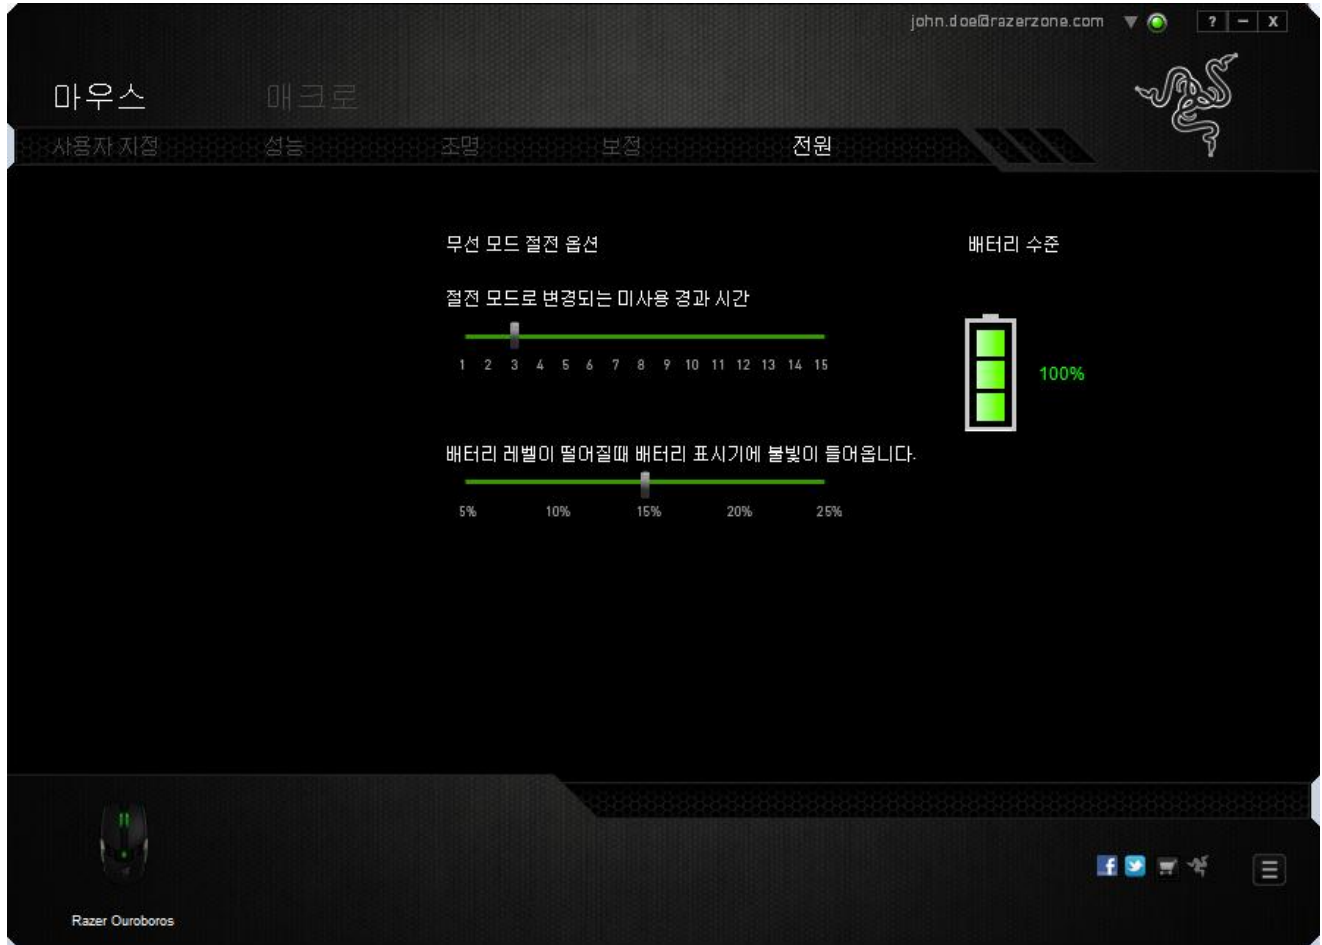 john.doe@razerzone.com ? – X
마우스 매크로
사용자 지정 성능 조명 보정 전원
무선 모드 절전 옵션
배터리 수준
절전 모드로 변경되는 미사용 경과 시간
1 2 3 4 5 6 7 8 9 10 11 12 13 14 15
100%
배터리 레벨이 떨어질때 배터리 표시기에 불빛이 들어옵니다.
5% 10% 15% 20% 25%
Razer Ouroboros